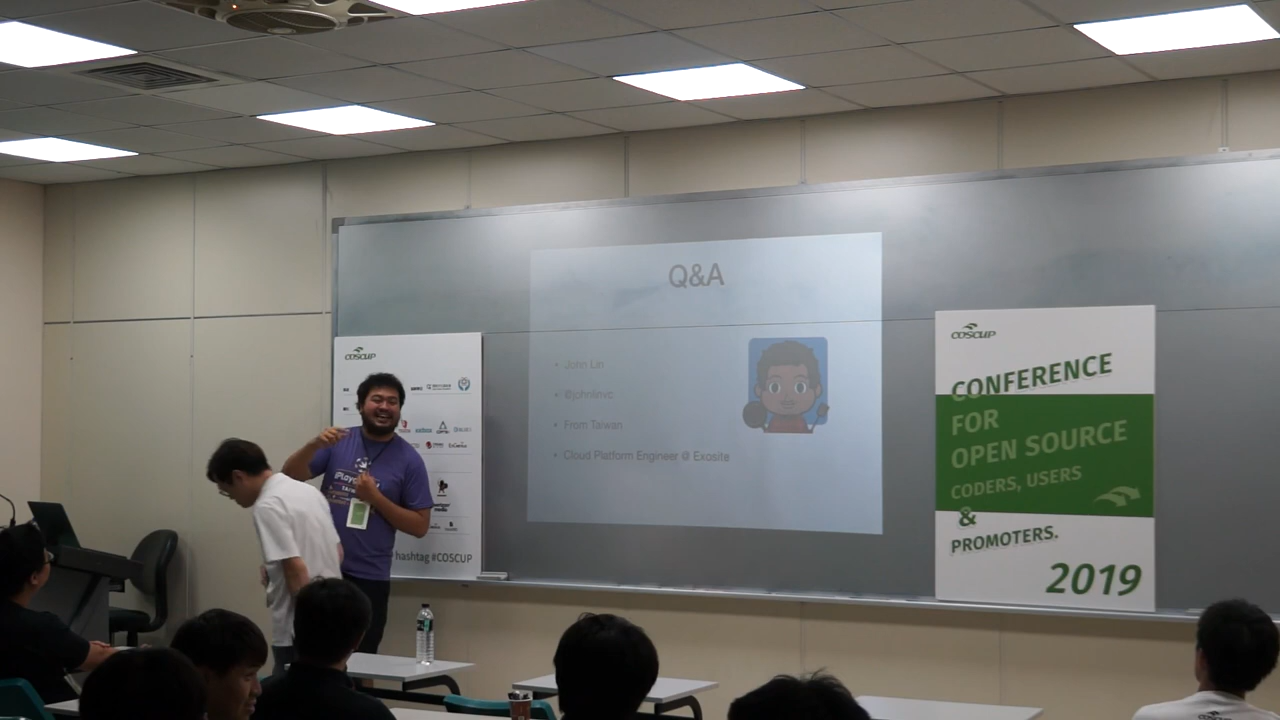 Q&A
• John Lin
• @johnlinvc
• From Taiwan
• Cloud Platform Engineer @ Exosite
COSCUP
hashtag #COSCUP
iPlay
COSCUP
CONFERENCE
FOR
OPEN SOURCE
CODERS, USERS
&
PROMOTERS.
2019